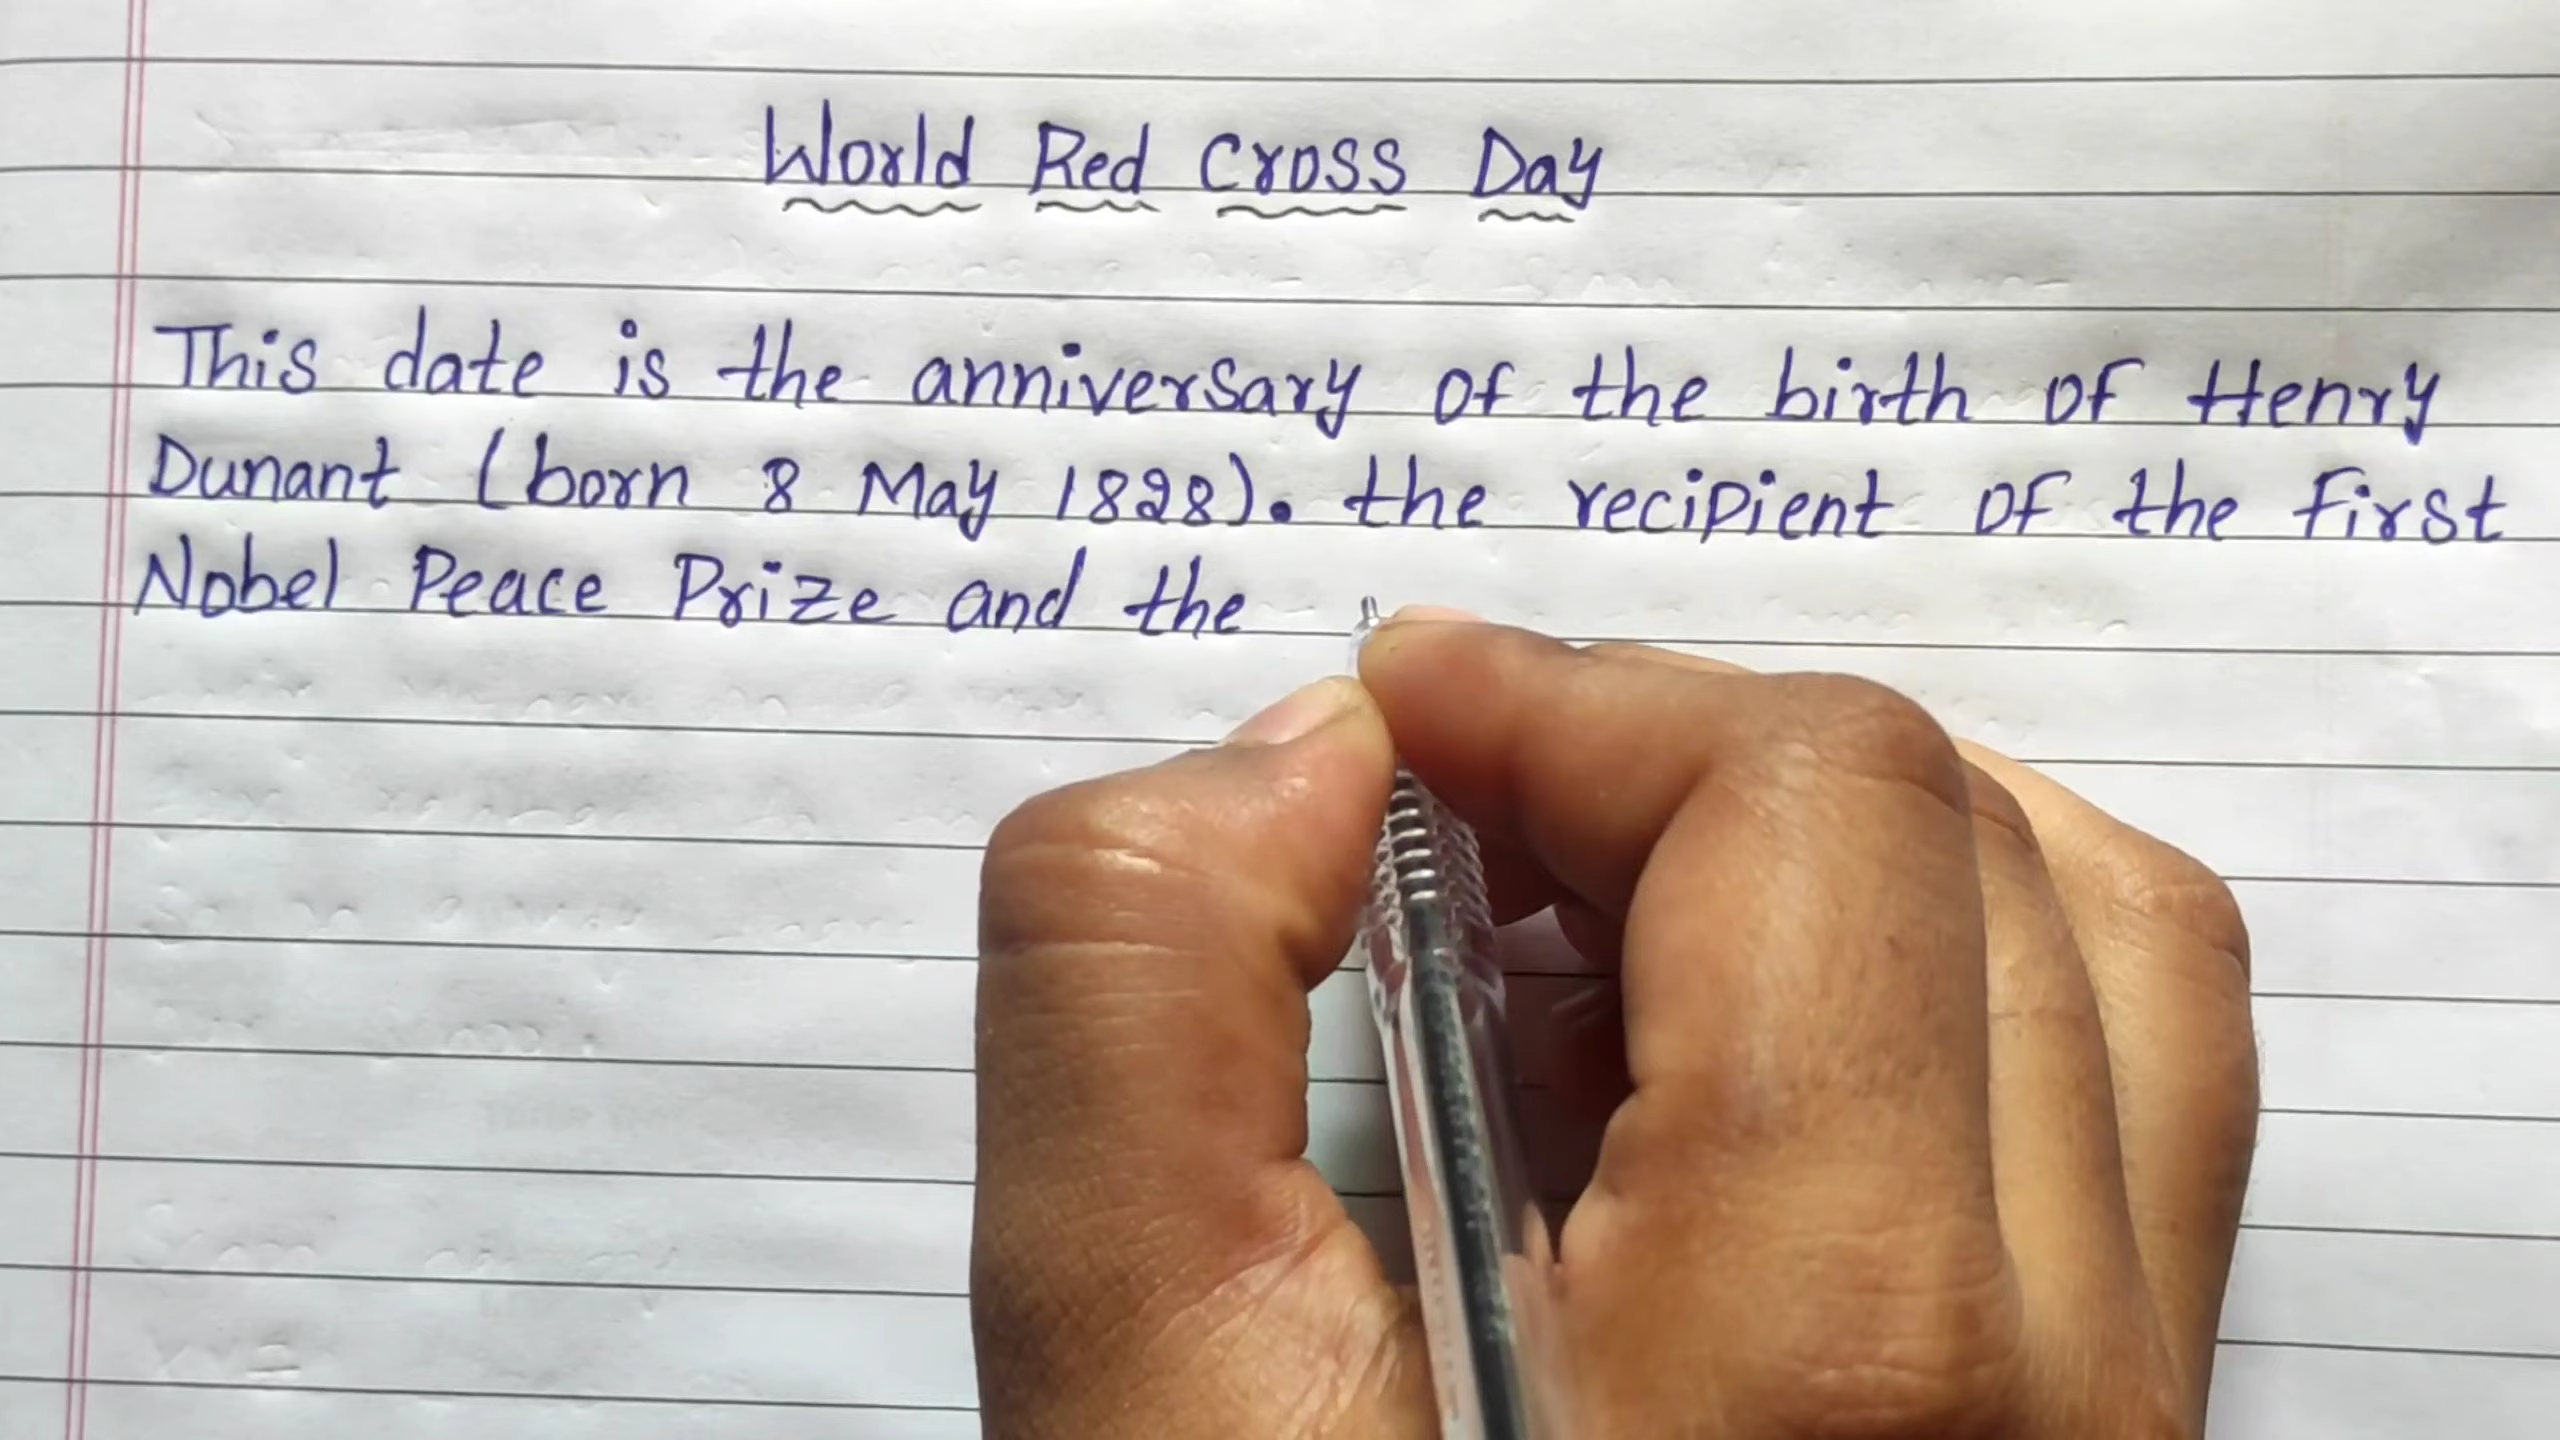 World Red Cross Day
This date is the anniversary of the birth of Henry
Dunant (born 8 May 1828). the recipient of the first
Nobel Peace Prize and the